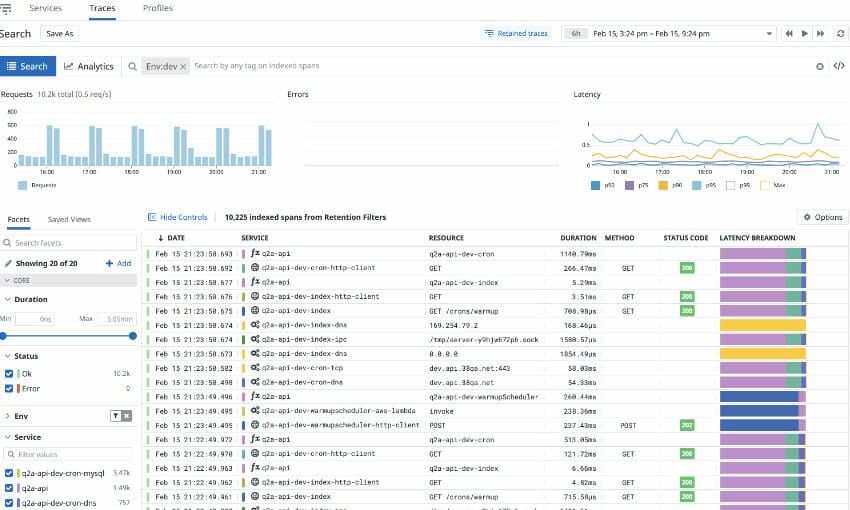 Services Traces Profiles
Search Save As Retained traces 6h Feb 15, 3:24 pm – Feb 15, 9:24 pm
Search Analytics Env:dev Search by any tag on indexed spans
Requests 10.2k total (0.5 req/s) Errors Latency
800
600
400
200
0
16:00 17:00 18:00 19:00 20:00 21:00
Requests
1
0.5
0
16:00 17:00 18:00 19:00 20:00 21:00
p50 p75 p90 p95 p99 Max
Facets Saved Views
Search facets
Showing 20 of 20 Add
CORE
Duration
Min 0ns Max 5.05min
Status
Ok 10.2k
Error 0
Env
Service
Filter values
q2a-api-dev-cron-mysql 3.47k
q2a-api 1.49k
q2a-api-dev-cron-dns 757
Hide Controls 10,225 indexed spans from Retention Filters Options
DATE SERVICE RESOURCE DURATION METHOD STATUS CODE LATENCY BREAKDOWN
Feb 15 21:23:50.693 q2a-api q2a-api-dev-cron 1140.79ms
Feb 15 21:23:50.692 q2a-api-dev-cron-http-client GET 266.47ms GET 200
Feb 15 21:23:50.677 q2a-api q2a-api-dev-index 5.29ms
Feb 15 21:23:50.676 q2a-api-dev-index-http-client GET 3.51ms GET 200
Feb 15 21:23:50.675 q2a-api-dev-index GET /crons/warmup 708.98µs GET 200
Feb 15 21:23:50.674 q2a-api-dev-index-dns 169.254.79.2 168.46µs
Feb 15 21:23:50.674 q2a-api-dev-index-ipc /tmp/server-y9hjw672p6.sock 1580.57µs
Feb 15 21:23:50.673 q2a-api-dev-index-dns 0.0.0.0 1854.49µs
Feb 15 21:23:50.502 q2a-api-dev-cron-tcp dev.api.38qa.net:443 58.03ms
Feb 15 21:23:50.498 q2a-api-dev-cron-dns dev.api.38qa.net 54.33ms
Feb 15 21:23:49.496 q2a-api q2a-api-dev-warmupScheduler 260.44ms
Feb 15 21:23:49.495 q2a-api-dev-warmupscheduler-aws-lambda invoke 238.36ms
Feb 15 21:23:49.495 q2a-api-dev-warmupscheduler-http-client POST 237.43ms POST 202
Feb 15 21:22:49.972 q2a-api q2a-api-dev-cron 513.05ms
Feb 15 21:22:49.970 q2a-api-dev-cron-http-client GET 121.72ms GET 200
Feb 15 21:22:49.963 q2a-api q2a-api-dev-index 6.66ms
Feb 15 21:22:49.962 q2a-api-dev-index-http-client GET 4.82ms GET 200
Feb 15 21:22:49.961 q2a-api-dev-index GET /crons/warmup 715.58µs GET 200